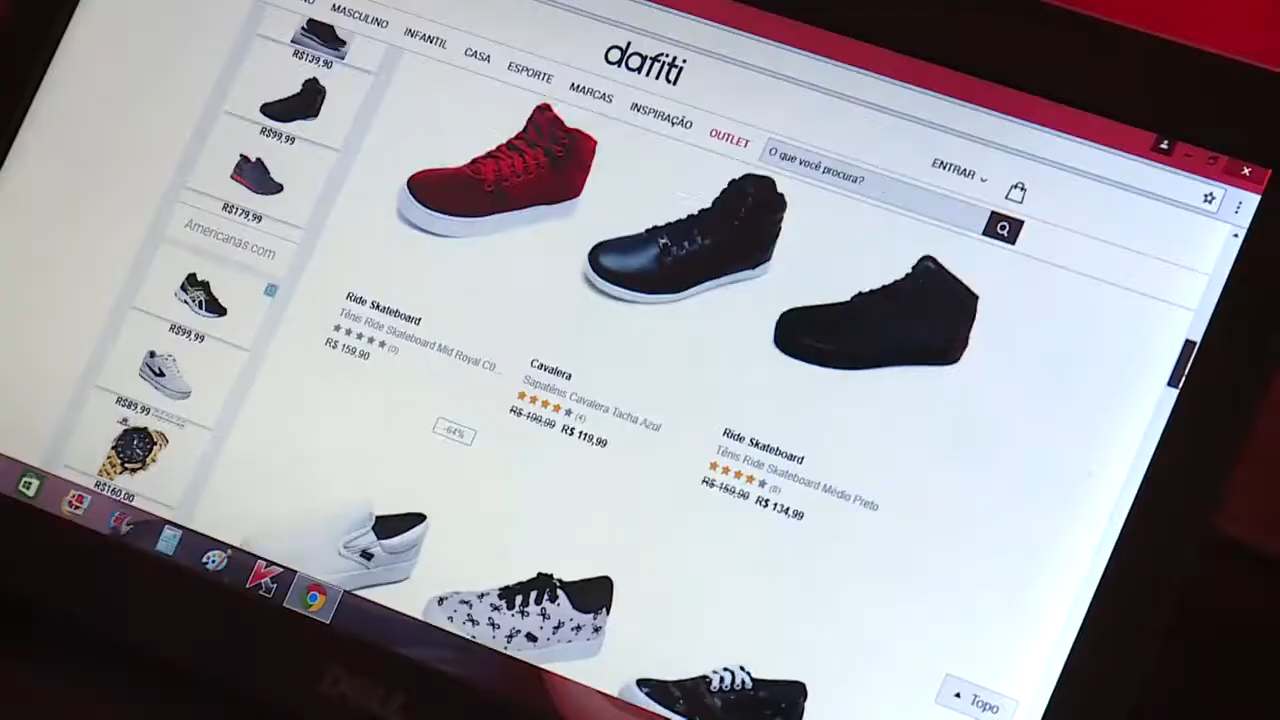 MASCULINO
INFANTIL
CASA
ESPORTE
MARCAS
INSPIRAÇÃO
OUTLET
dafiti
O que você procura?
ENTRAR
R$139,90
R$99,99
R$179,99
Americanas com
R$99,99
R$89,99
R$160,00
Ride Skateboard
Tênis Ride Skateboard Mid Royal Co...
(0)
R$ 159,90
Cavalera
Sapatênis Cavalera Tacha Azul
(4)
R$ 199,99 R$ 119,99
Ride Skateboard
Tênis Ride Skateboard Médio Preto
R$ 159,90 R$ 134,99
-64%
Topo
DELL